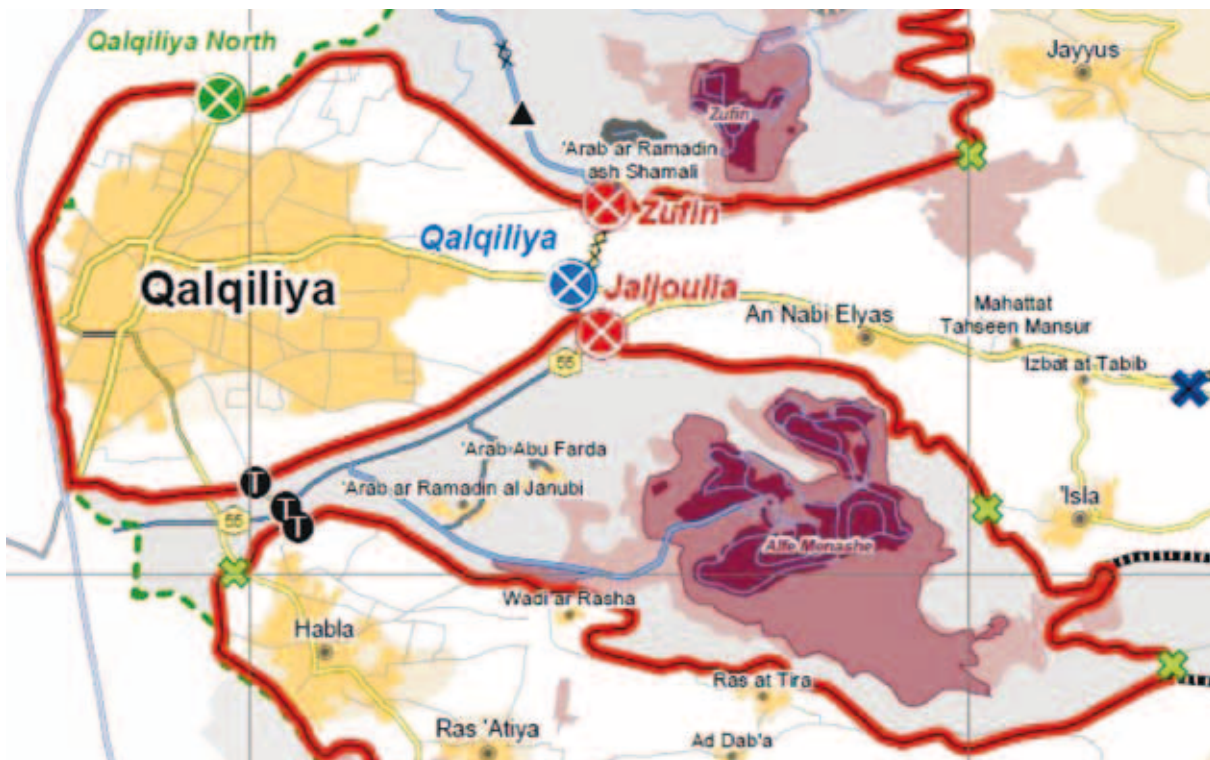 Qalqiliya North
Jayyus
Zufin
'Arab ar Ramadin
ash Shamali
Zufin
Qalqiliya
Qalqiliya
Jaljoulia
An Nabi Elyas
Mahattat
Tahseen Mansur
Izbat at Tabib
55
'Arab Abu Farda
'Arab ar Ramadin al Janubi
'Isla
T
T
T
55
Alfe Menashe
Wadi ar Rasha
Habla
Ras at Tira
Ras 'Atiya
Ad Dab'a